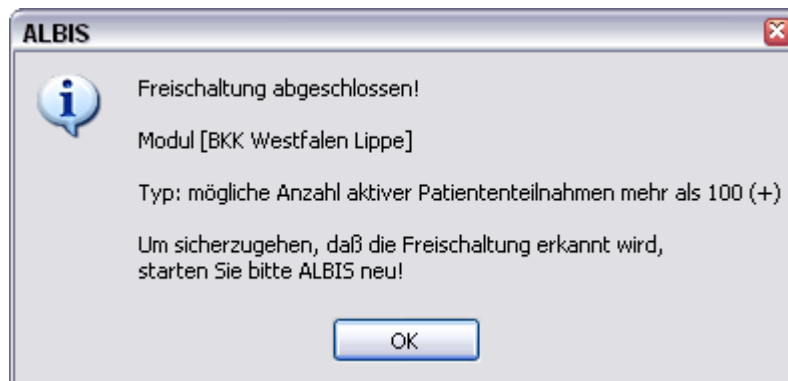 ALBIS
Freischaltung abgeschlossen!
Modul [BKK Westfalen Lippe]
Typ: mögliche Anzahl aktiver Patiententeilnahmen mehr als 100 (+)
Um sicherzugehen, daß die Freischaltung erkannt wird,
starten Sie bitte ALBIS neu!
OK